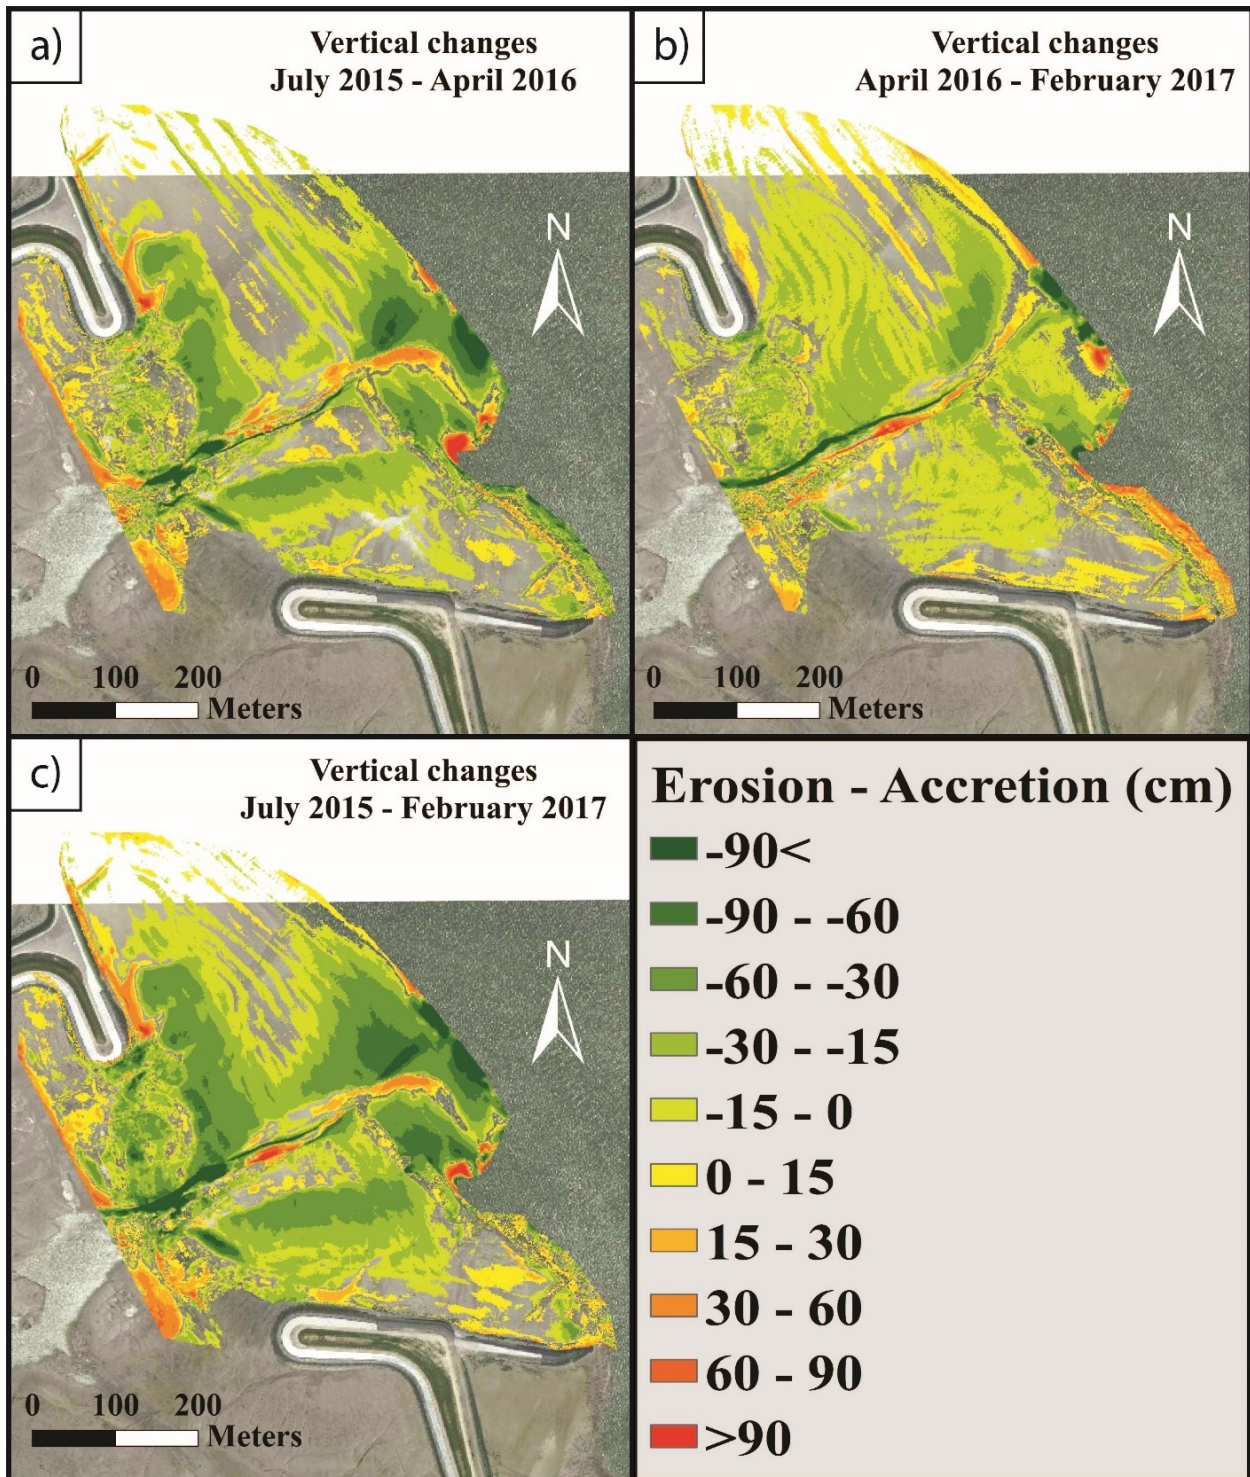 a)
Vertical changes
July 2015 - April 2016
N
0 100 200
Meters
b)
Vertical changes
April 2016 - February 2017
N
0 100 200
Meters
c)
Vertical changes
July 2015 - February 2017
N
0 100 200
Meters
Erosion - Accretion (cm)
-90<
-90 - -60
-60 - -30
-30 - -15
-15 - 0
0 - 15
15 - 30
30 - 60
60 - 90
>90